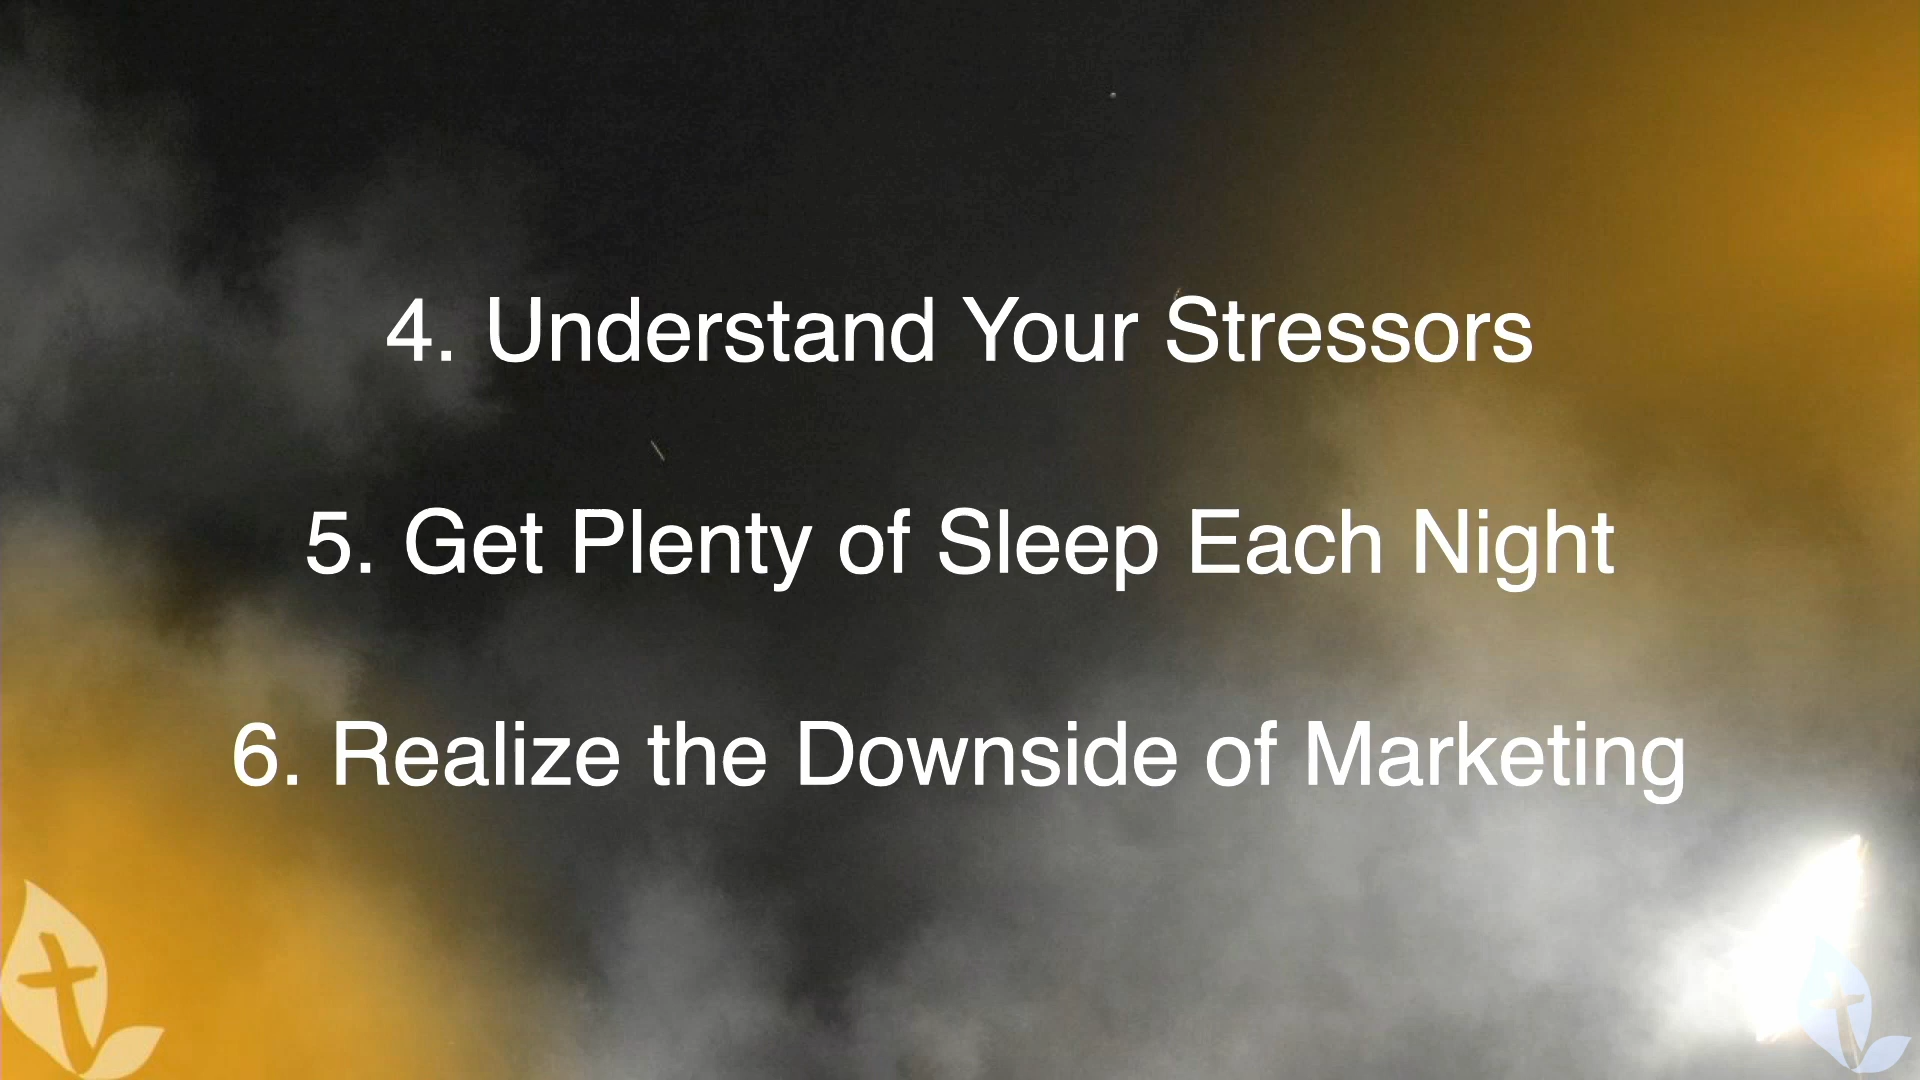 4. Understand Your Stressors
5. Get Plenty of Sleep Each Night
6. Realize the Downside of Marketing